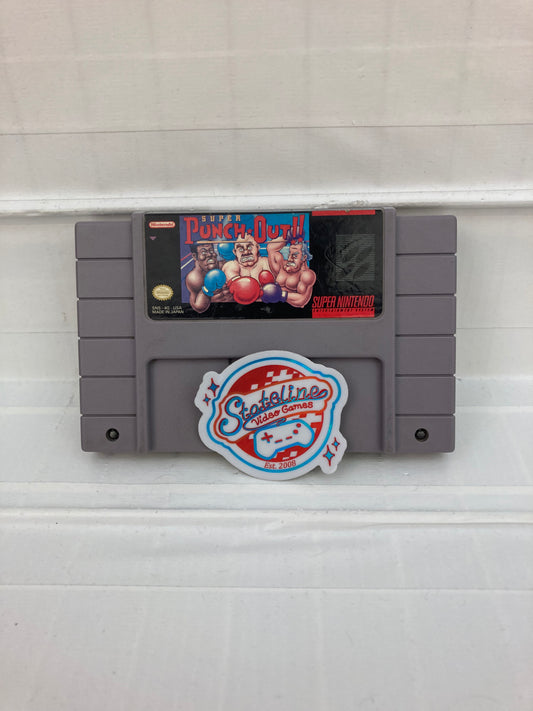 Nintendo
SUPER
PUNCH-OUT!!
SNS-4Q-USA
MADE IN JAPAN
SUPER NINTENDO
ENTERTAINMENT SYSTEM
Stateline
Video Games
Est. 2008